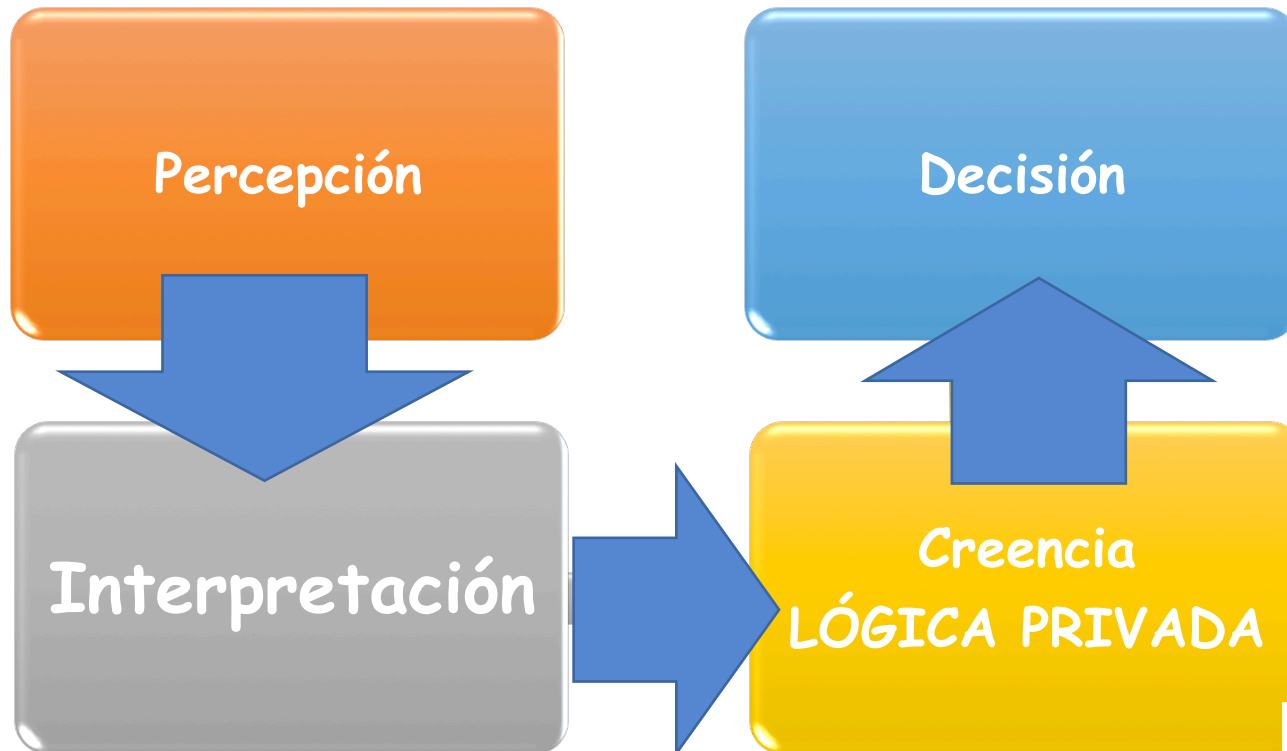 Percepción
Decisión
Interpretación
Creencia
LÓGICA PRIVADA